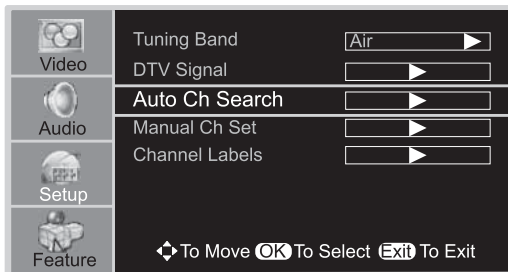 Video
Audio
Setup
Feature
Tuning Band Air
DTV Signal
Auto Ch Search
Manual Ch Set
Channel Labels
To Move OK To Select Exit To Exit